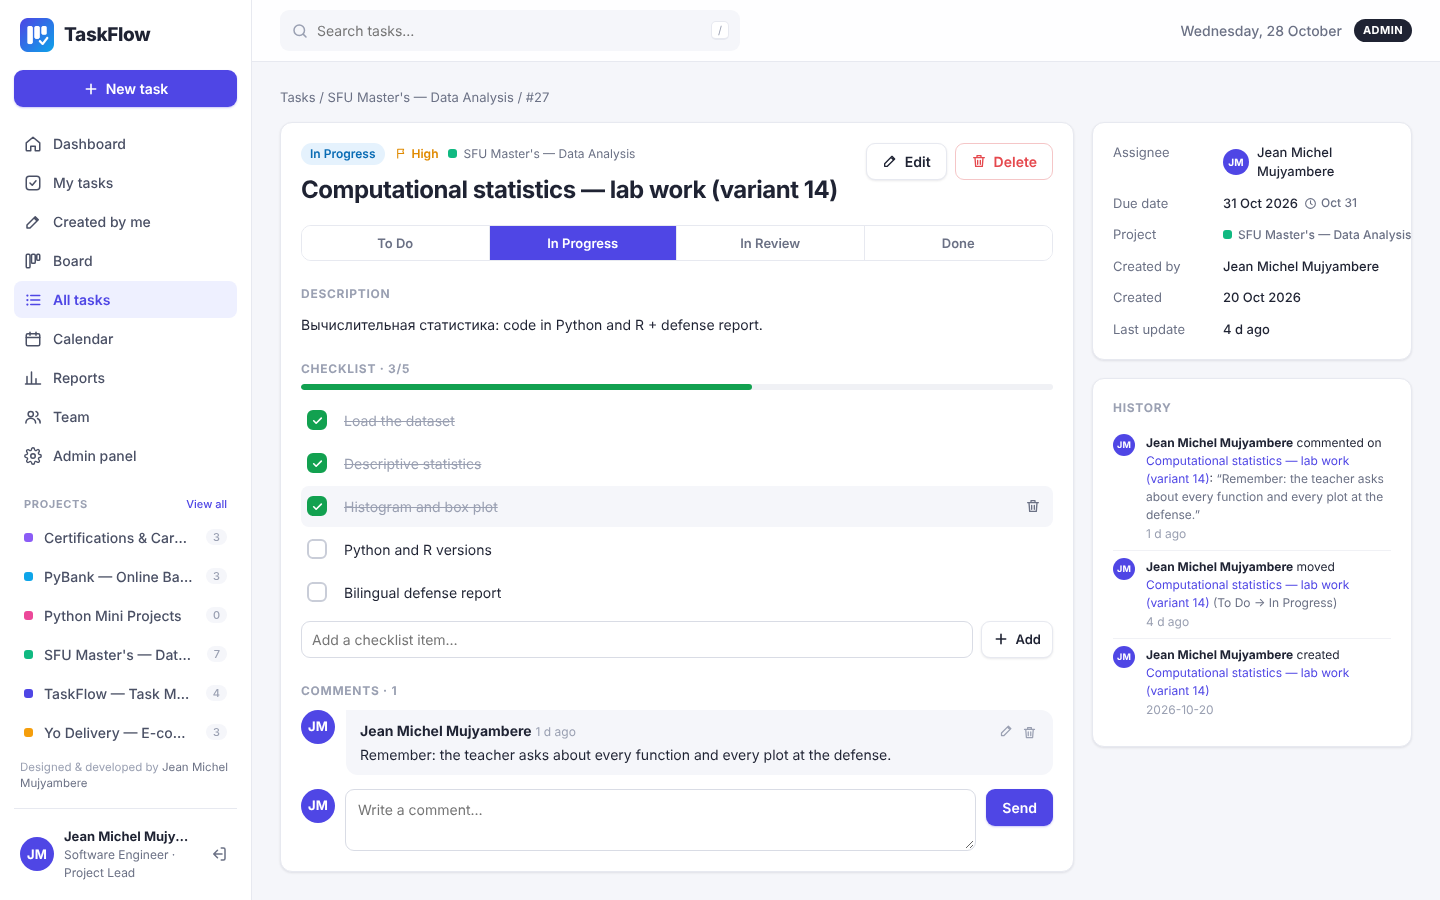 TaskFlow
Search tasks...
/
Wednesday, 28 October
ADMIN
New task
Dashboard
My tasks
Created by me
Board
All tasks
Calendar
Reports
Team
Admin panel
PROJECTS
View all
Certifications & Car... 3
PyBank — Online Ba... 3
Python Mini Projects 0
SFU Master's — Dat... 7
TaskFlow — Task M... 4
Yo Delivery — E-co... 3
Designed & developed by Jean Michel
Mujyambere
JM
Jean Michel Mujy...
Software Engineer ·
Project Lead
Tasks / SFU Master's — Data Analysis / #27
In Progress
High
SFU Master's — Data Analysis
Edit
Delete
Computational statistics — lab work (variant 14)
To Do
In Progress
In Review
Done
DESCRIPTION
Вычислительная статистика: code in Python and R + defense report.
CHECKLIST · 3/5
Load the dataset
Descriptive statistics
Histogram and box plot
Python and R versions
Bilingual defense report
Add a checklist item...
Add
COMMENTS · 1
JM
Jean Michel Mujyambere 1 d ago
Remember: the teacher asks about every function and every plot at the defense.
JM
Write a comment...
Send
Assignee
JM
Jean Michel
Mujyambere
Due date
31 Oct 2026
Oct 31
Project
SFU Master's — Data Analysis
Created by
Jean Michel Mujyambere
Created
20 Oct 2026
Last update
4 d ago
HISTORY
JM
Jean Michel Mujyambere commented on
Computational statistics — lab work
(variant 14): “Remember: the teacher asks
about every function and every plot at the
defense.”
1 d ago
JM
Jean Michel Mujyambere moved
Computational statistics — lab work
(variant 14) (To Do → In Progress)
4 d ago
JM
Jean Michel Mujyambere created
Computational statistics — lab work
(variant 14)
2026-10-20